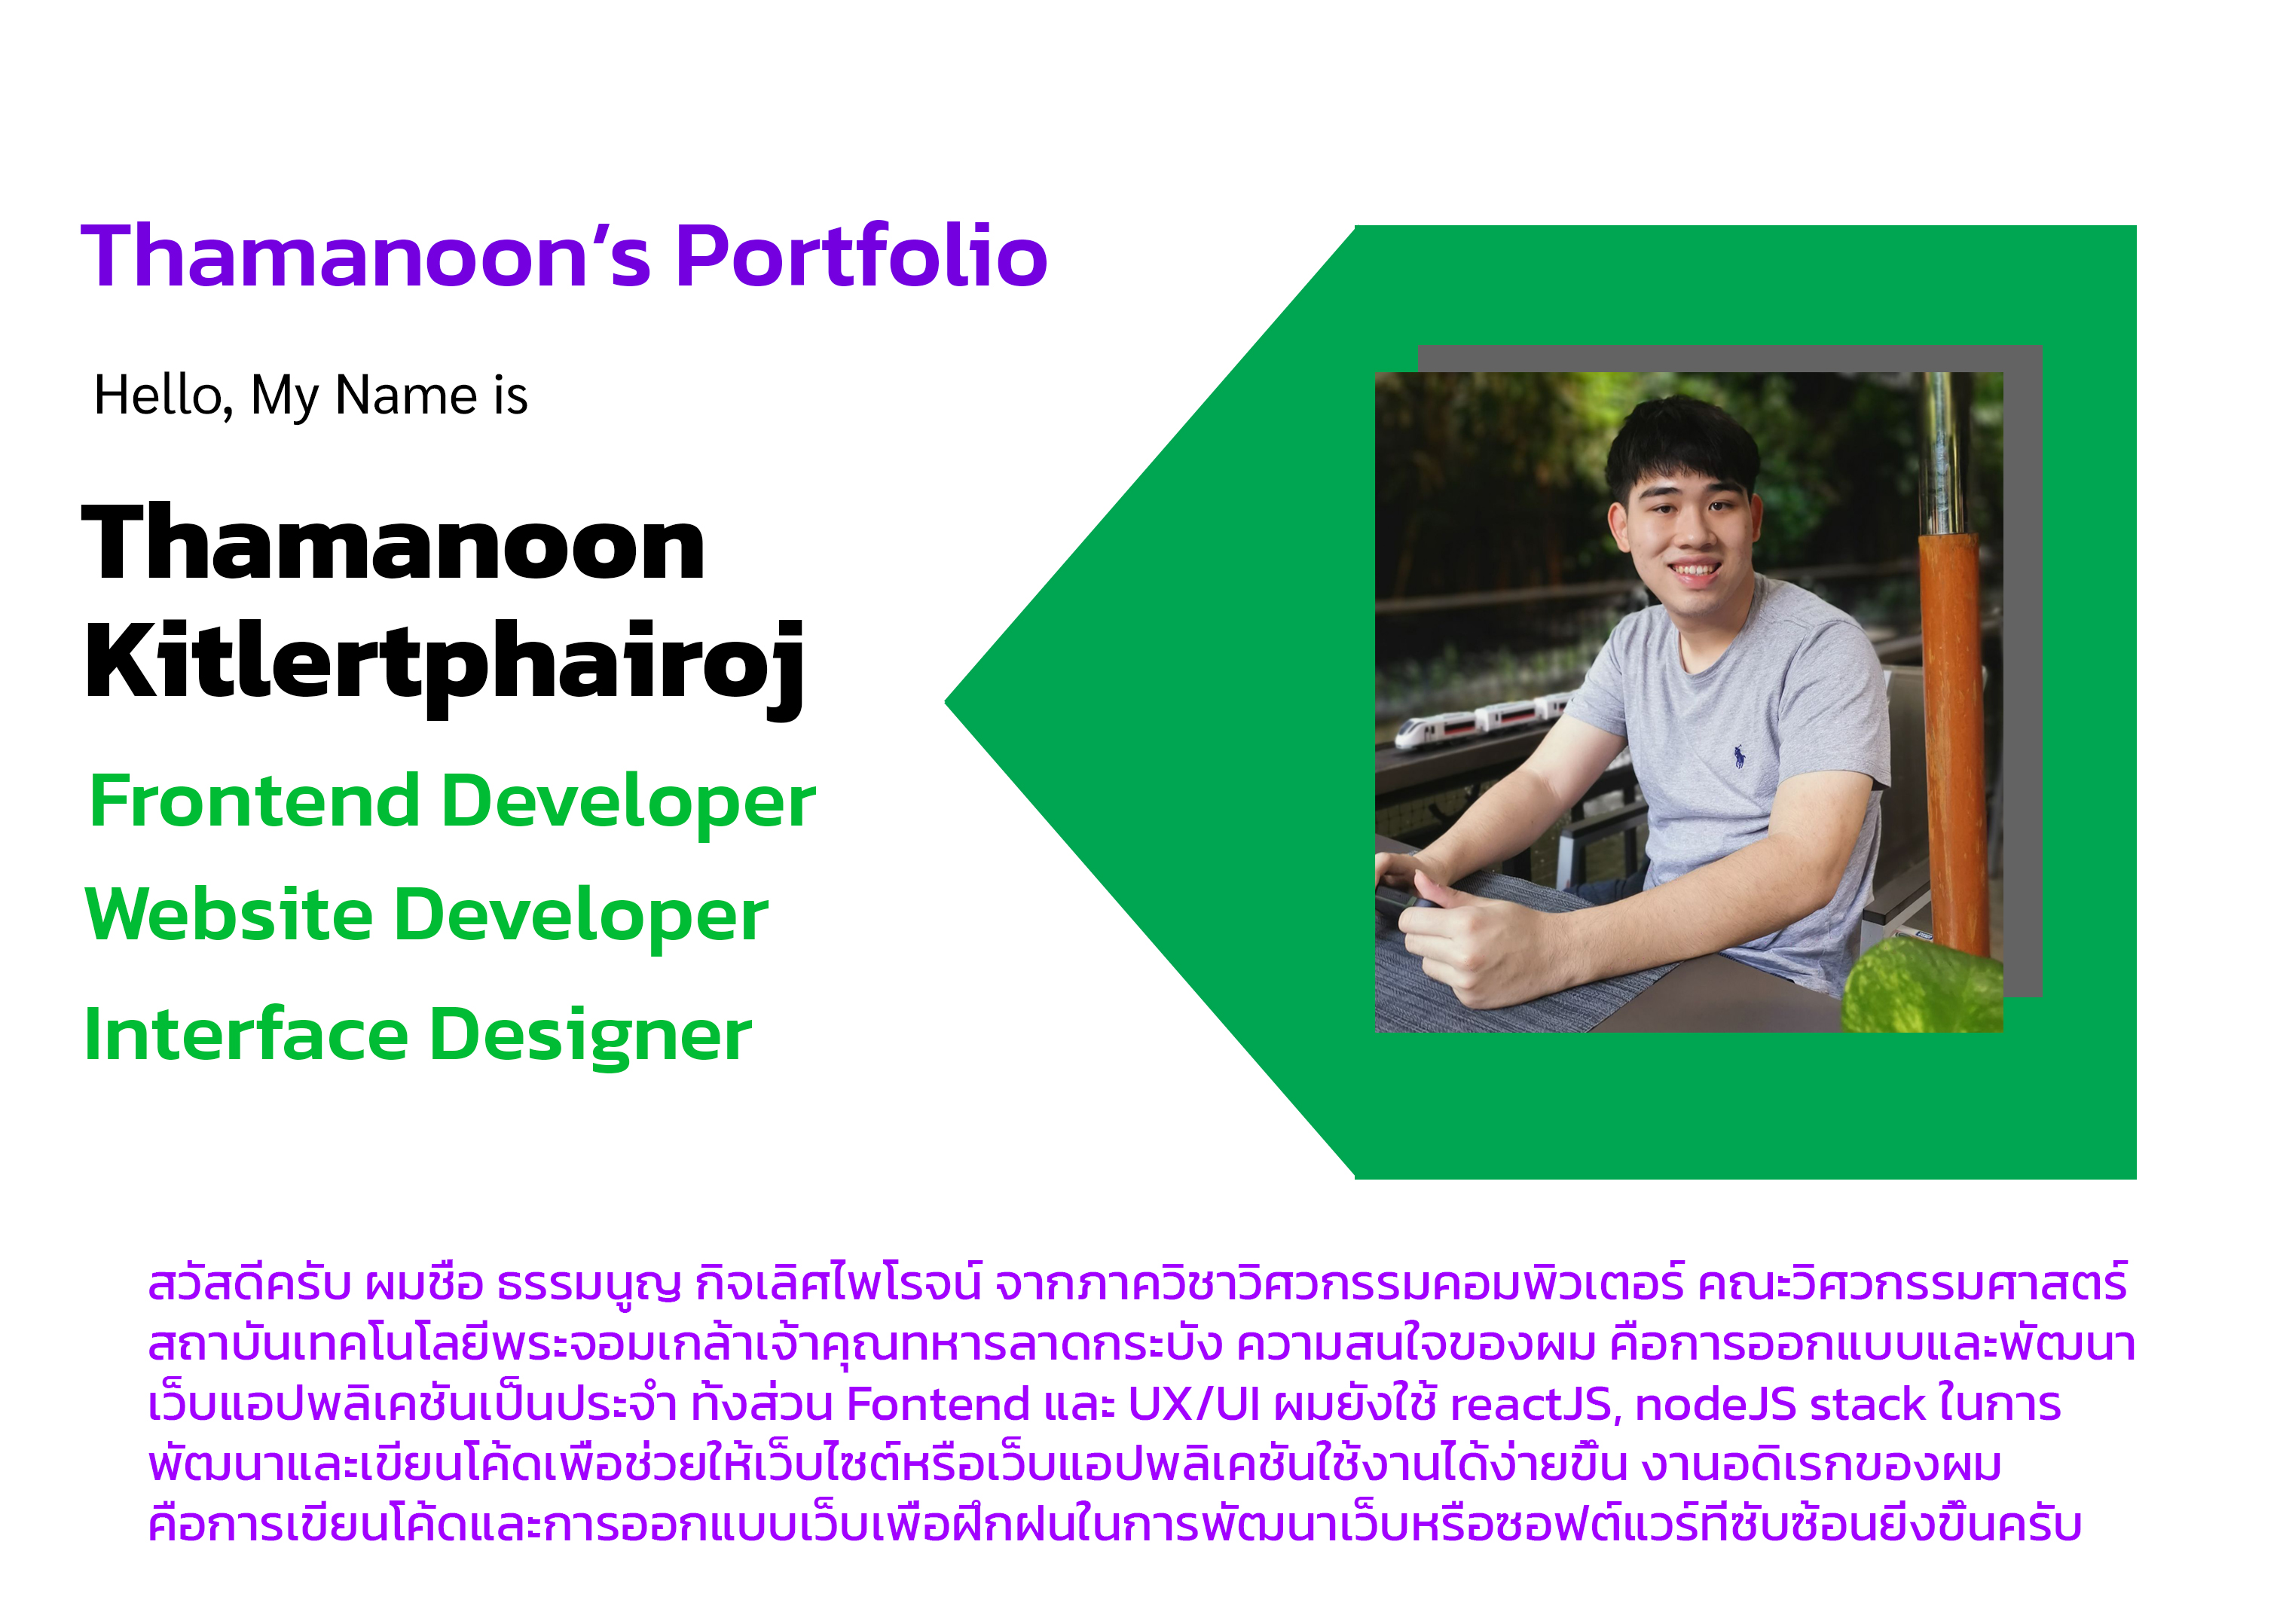 Thamanoon’s Portfolio
Hello, My Name is
Thamanoon
Kitlertphairoj
Frontend Developer
Website Developer
Interface Designer
สวัสดีครับ ผมชื่อ ธรรมนูญ กิจเลิศไพโรจน์ จากภาควิชาวิศวกรรมคอมพิวเตอร์ คณะวิศวกรรมศาสตร์
สถาบันเทคโนโลยีพระจอมเกล้าเจ้าคุณทหารลาดกระบัง ความสนใจของผม คือการออกแบบและพัฒนา
เว็บแอปพลิเคชันเป็นประจำ ทั้งส่วน Fontend และ UX/UI ผมยังใช้ reactJS, nodeJS stack ในการ
พัฒนาและเขียนโค้ดเพื่อช่วยให้เว็บไซต์หรือเว็บแอปพลิเคชันใช้งานได้ง่ายขึ้น งานอดิเรกของผม
คือการเขียนโค้ดและการออกแบบเว็บเพื่อฝึกฝนในการพัฒนาเว็บหรือซอฟต์แวร์ที่ซับซ้อนยิ่งขึ้นครับ